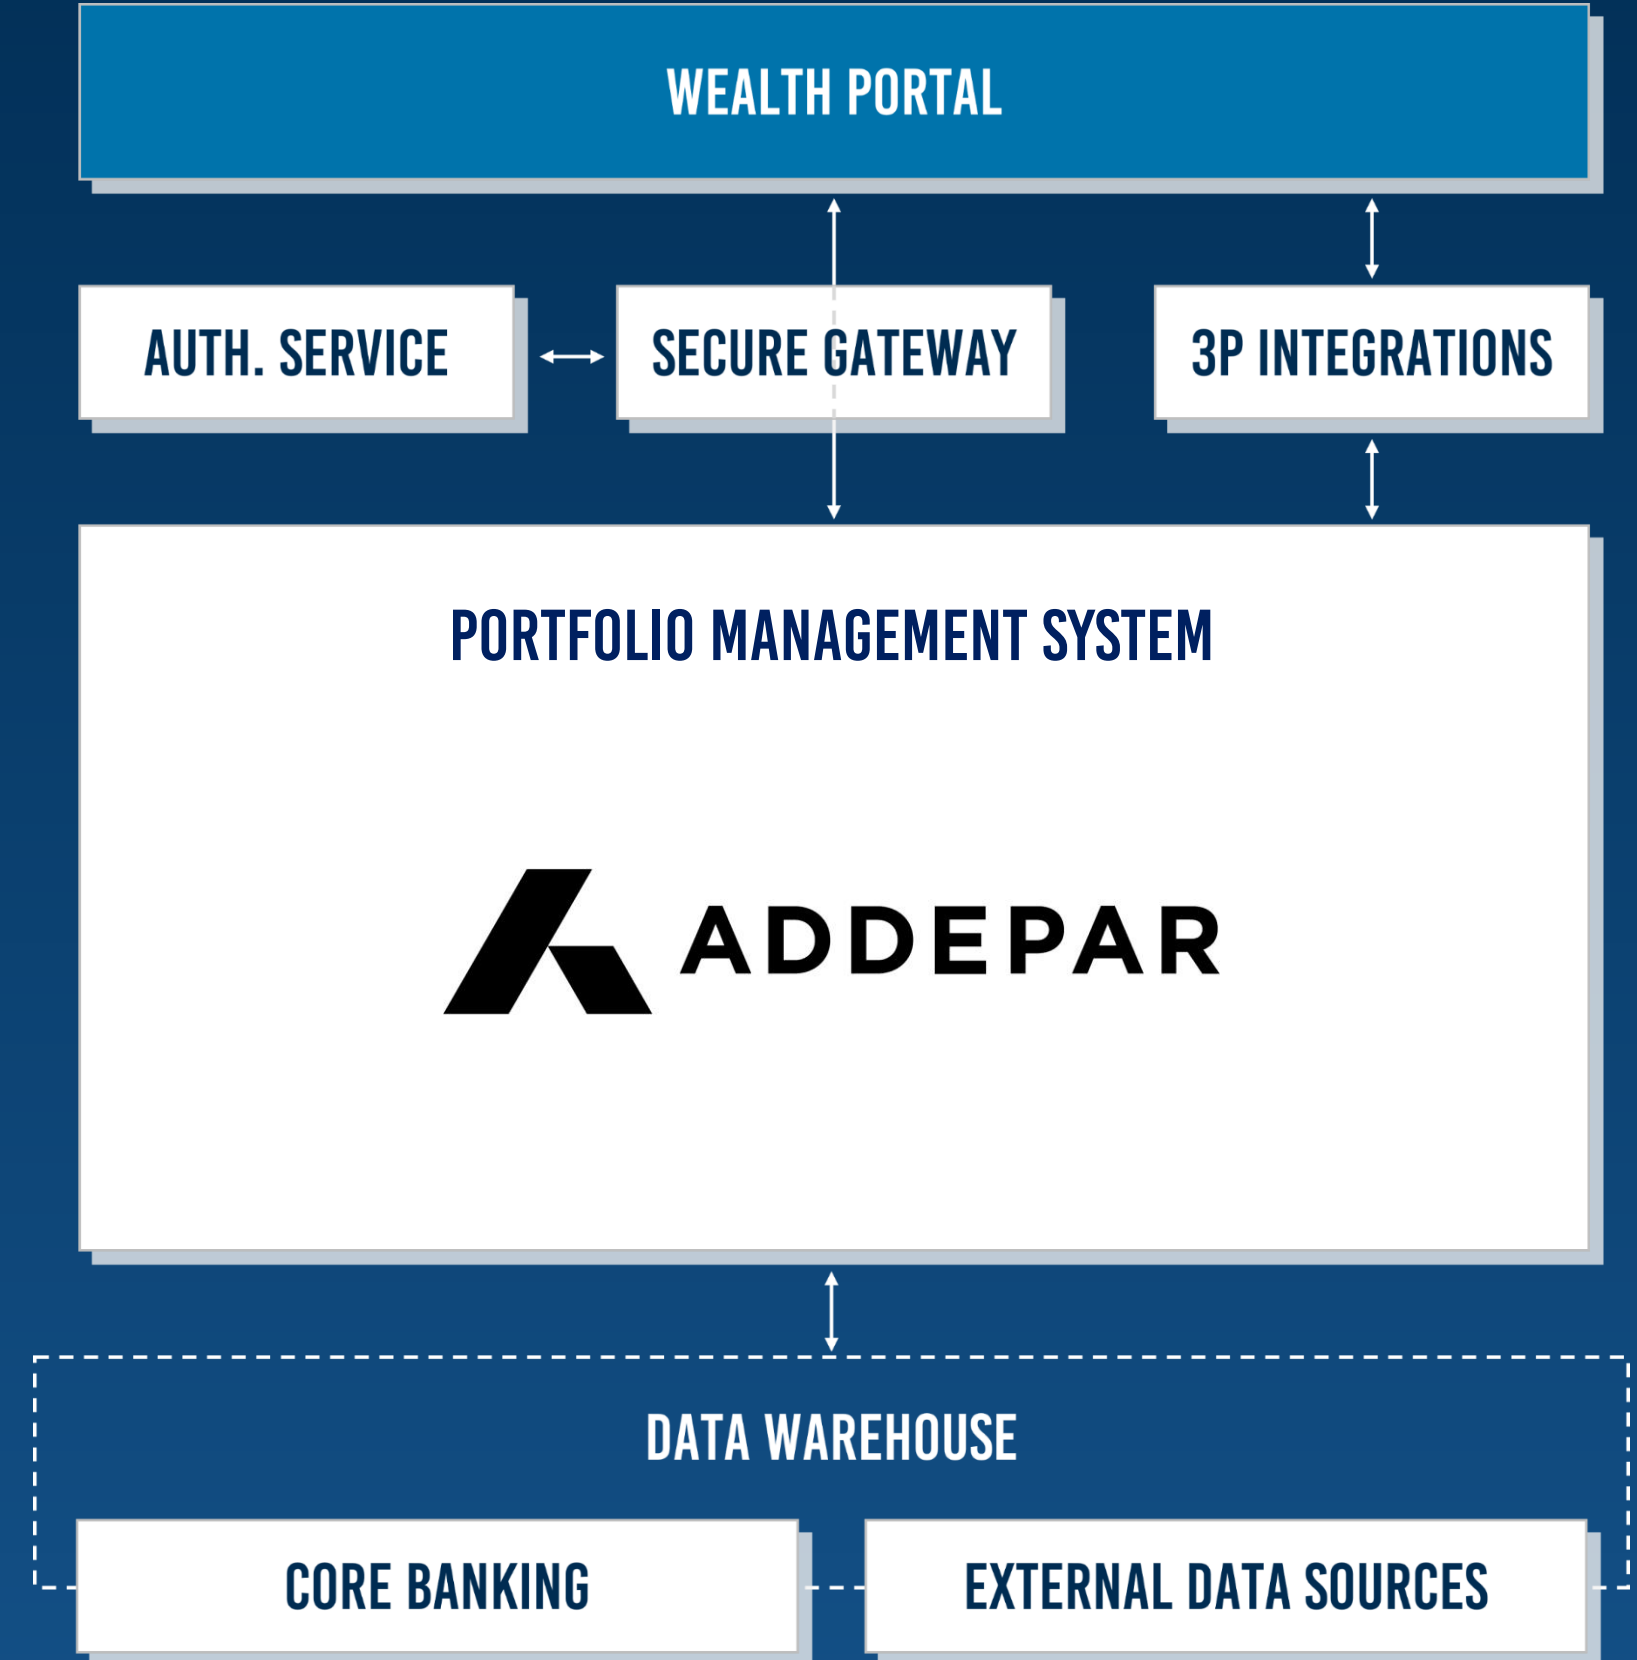 WEALTH PORTAL
AUTH. SERVICE
SECURE GATEWAY
3P INTEGRATIONS
PORTFOLIO MANAGEMENT SYSTEM
ADDEPAR
DATA WAREHOUSE
CORE BANKING
EXTERNAL DATA SOURCES